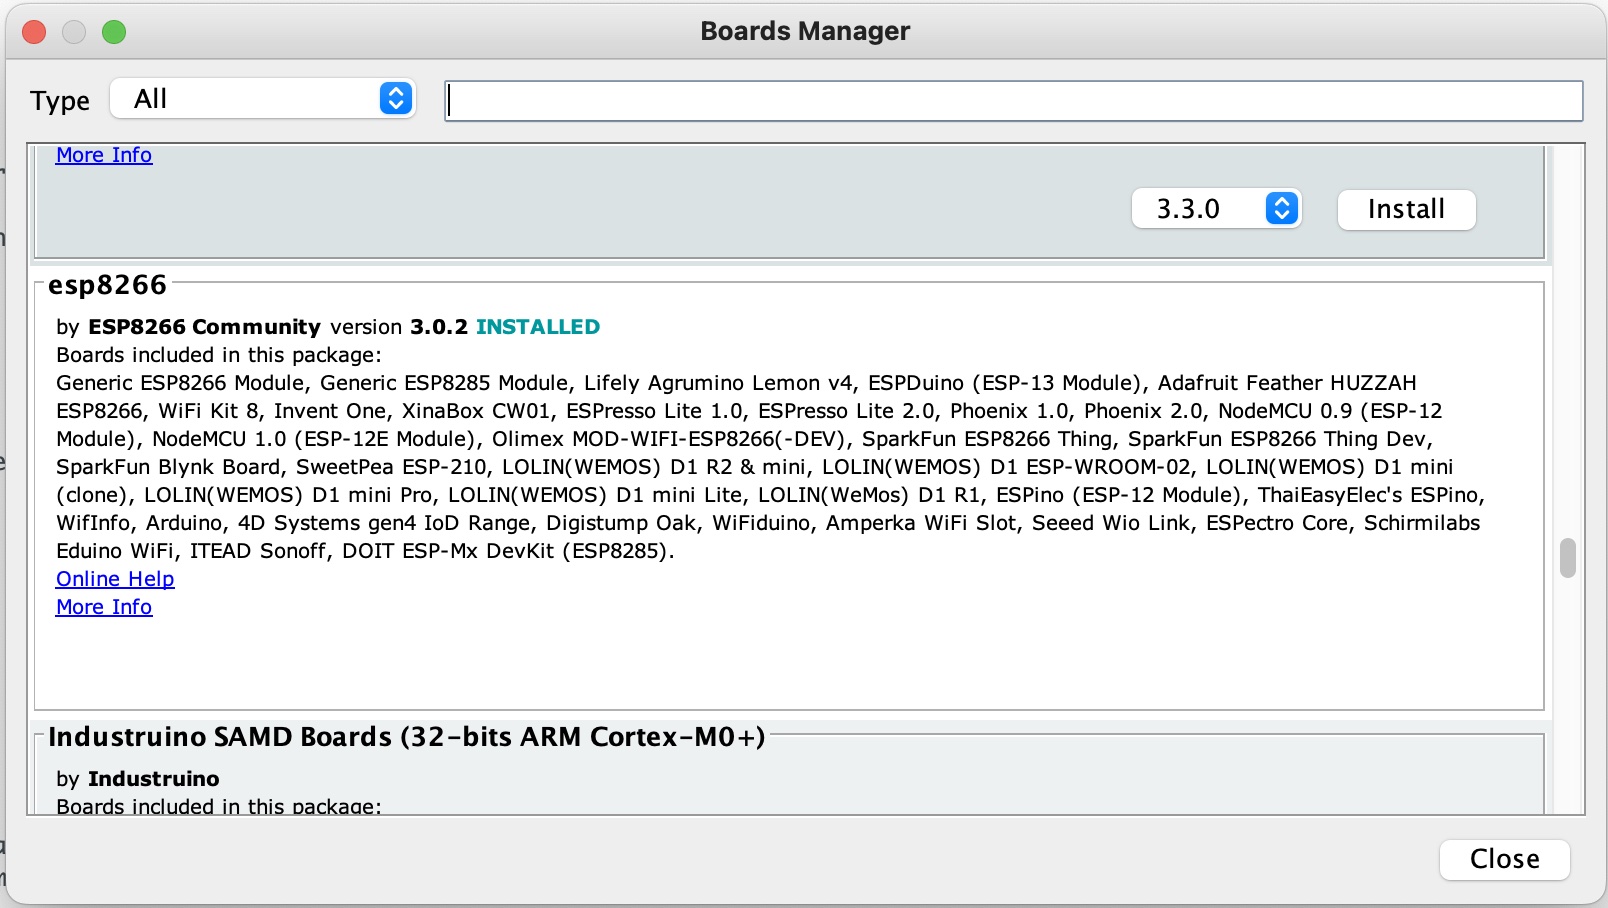 Boards Manager
Type All
More Info
3.3.0 Install
esp8266
by ESP8266 Community version 3.0.2 INSTALLED
Boards included in this package:
Generic ESP8266 Module, Generic ESP8285 Module, Lifely Agrumino Lemon v4, ESPDuino (ESP-13 Module), Adafruit Feather HUZZAH
ESP8266, WiFi Kit 8, Invent One, XinaBox CW01, ESPresso Lite 1.0, ESPresso Lite 2.0, Phoenix 1.0, Phoenix 2.0, NodeMCU 0.9 (ESP-12
Module), NodeMCU 1.0 (ESP-12E Module), Olimex MOD-WIFI-ESP8266(-DEV), SparkFun ESP8266 Thing, SparkFun ESP8266 Thing Dev,
SparkFun Blynk Board, SweetPea ESP-210, LOLIN(WEMOS) D1 R2 & mini, LOLIN(WEMOS) D1 ESP-WROOM-02, LOLIN(WEMOS) D1 mini
(clone), LOLIN(WEMOS) D1 mini Pro, LOLIN(WEMOS) D1 mini Lite, LOLIN(WeMos) D1 R1, ESPino (ESP-12 Module), ThaiEasyElec's ESPino,
WifInfo, Arduino, 4D Systems gen4 IoD Range, Digistump Oak, WiFiduino, Amperka WiFi Slot, Seeed Wio Link, ESPectro Core, Schirmilabs
Eduino WiFi, ITEAD Sonoff, DOIT ESP-Mx DevKit (ESP8285).
Online Help
More Info
Industruino SAMD Boards (32-bits ARM Cortex-M0+)
by Industruino
Boards included in this package:
Close